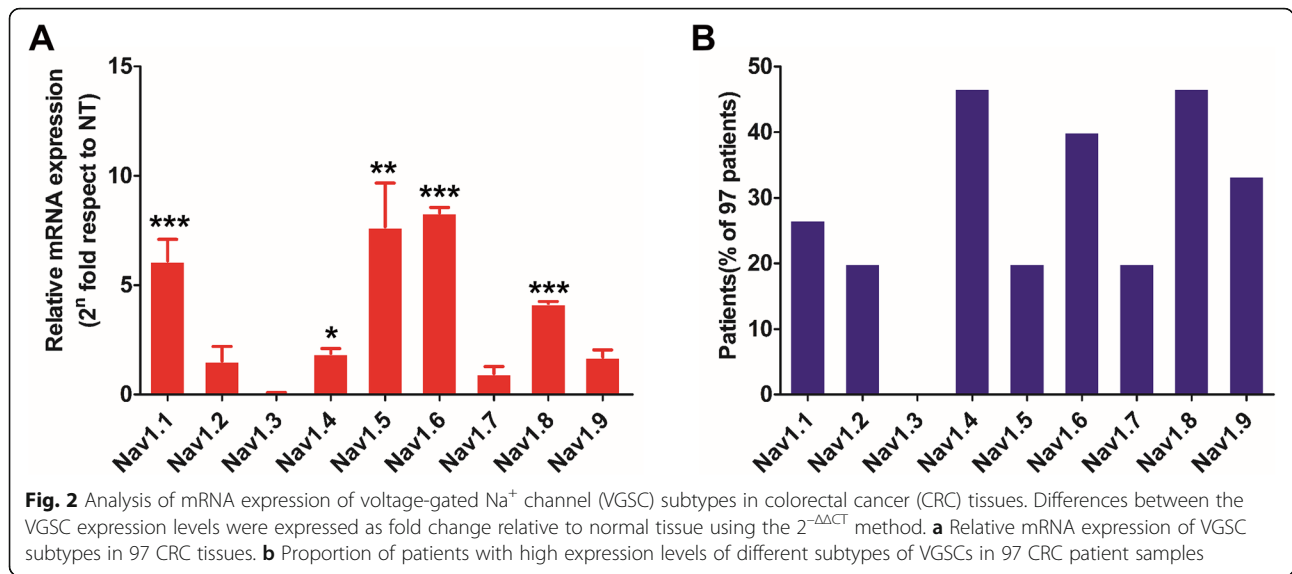 A
Relative mRNA expression
(2ⁿ fold respect to NT)
15
10
5
0
***
*
**
***
***
Nav1.1
Nav1.2
Nav1.3
Nav1.4
Nav1.5
Nav1.6
Nav1.7
Nav1.8
Nav1.9
B
Patients(% of 97 patients)
50
40
30
20
10
0
Nav1.1
Nav1.2
Nav1.3
Nav1.4
Nav1.5
Nav1.6
Nav1.7
Nav1.8
Nav1.9
Fig. 2 Analysis of mRNA expression of voltage-gated Na⁺ channel (VGSC) subtypes in colorectal cancer (CRC) tissues. Differences between the
VGSC expression levels were expressed as fold change relative to normal tissue using the 2⁻ΔΔCT method. a Relative mRNA expression of VGSC
subtypes in 97 CRC tissues. b Proportion of patients with high expression levels of different subtypes of VGSCs in 97 CRC patient samples